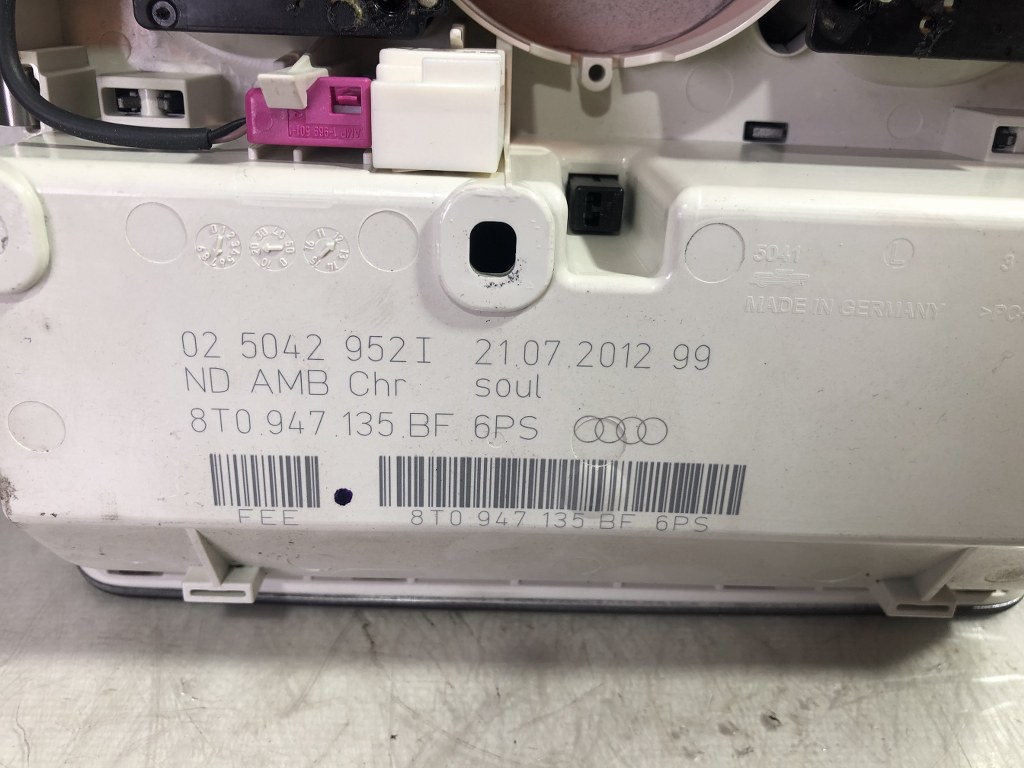 5041
MADE IN GERMANY
02 5042 952I 21.07.2012 99
ND AMB Chr soul
8T0.947.135.BF 6PS
FEE 8T0 947 135 BF 6PS